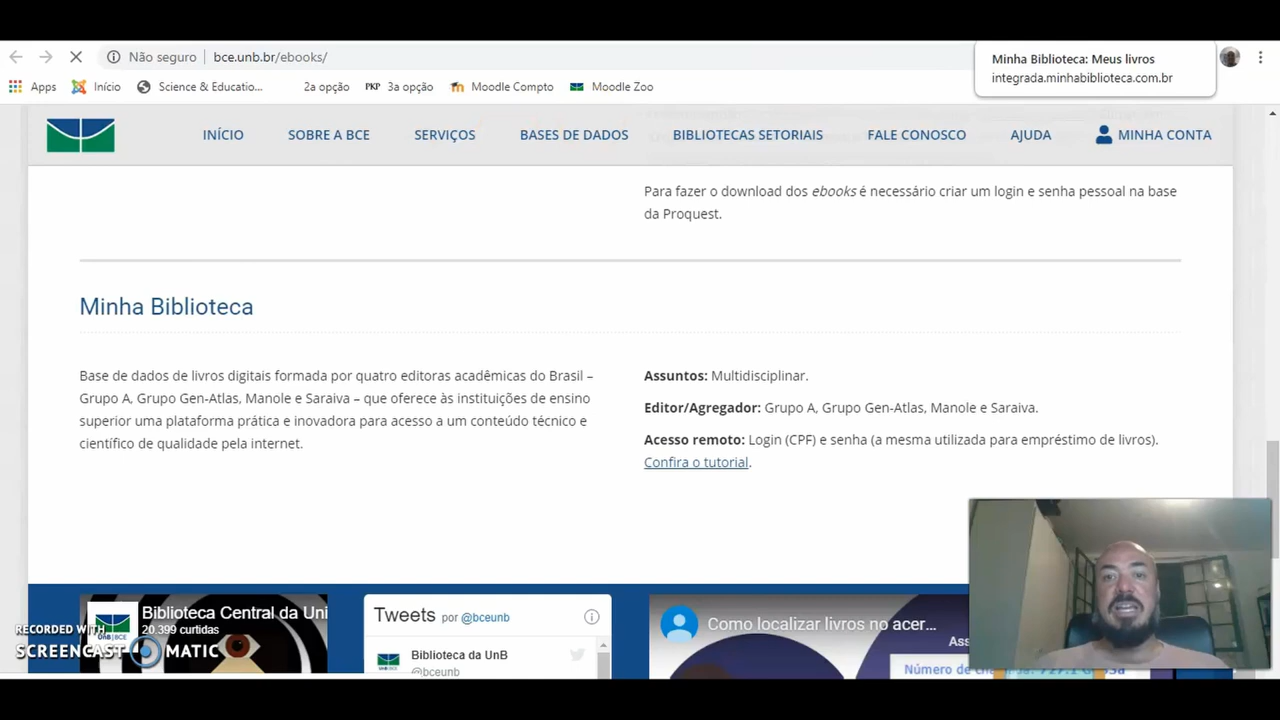 Não seguro
bce.unb.br/ebooks/
Minha Biblioteca: Meus livros
integrada.minhabiblioteca.com.br
Apps
Início
Science & Educatio...
2a opção
PKP
3a opção
Moodle Compto
Moodle Zoo
INÍCIO
SOBRE A BCE
SERVIÇOS
BASES DE DADOS
BIBLIOTECAS SETORIAIS
FALE CONOSCO
AJUDA
MINHA CONTA
Para fazer o download dos ebooks é necessário criar um login e senha pessoal na base
da Proquest.
Minha Biblioteca
Base de dados de livros digitais formada por quatro editoras acadêmicas do Brasil –
Grupo A, Grupo Gen-Atlas, Manole e Saraiva – que oferece às instituições de ensino
superior uma plataforma prática e inovadora para acesso a um conteúdo técnico e
científico de qualidade pela internet.
Assuntos: Multidisciplinar.
Editor/Agregador: Grupo A, Grupo Gen-Atlas, Manole e Saraiva.
Acesso remoto: Login (CPF) e senha (a mesma utilizada para empréstimo de livros).
Confira o tutorial.
Biblioteca Central da Uni
20.399 curtidas
UnB|BCE
RECORDED WITH
SCREENCAST MATIC
Tweets por @bceunb
Biblioteca da UnB
@bceunb
Como localizar livros no acer...
Ass
Número de